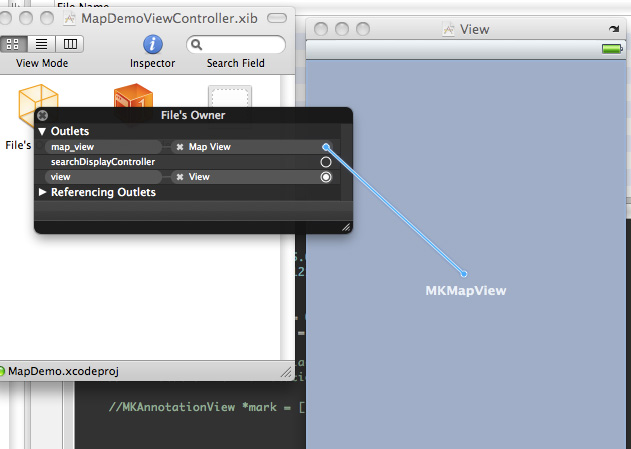 File Name
MapDemoViewController.xib
View Mode
Inspector
Search Field
File's
File's Owner
Outlets
map_view
Map View
searchDisplayController
view
View
Referencing Outlets
MapDemo.xcodeproj
View
MKMapView
//MKAnnotationView *mark = [